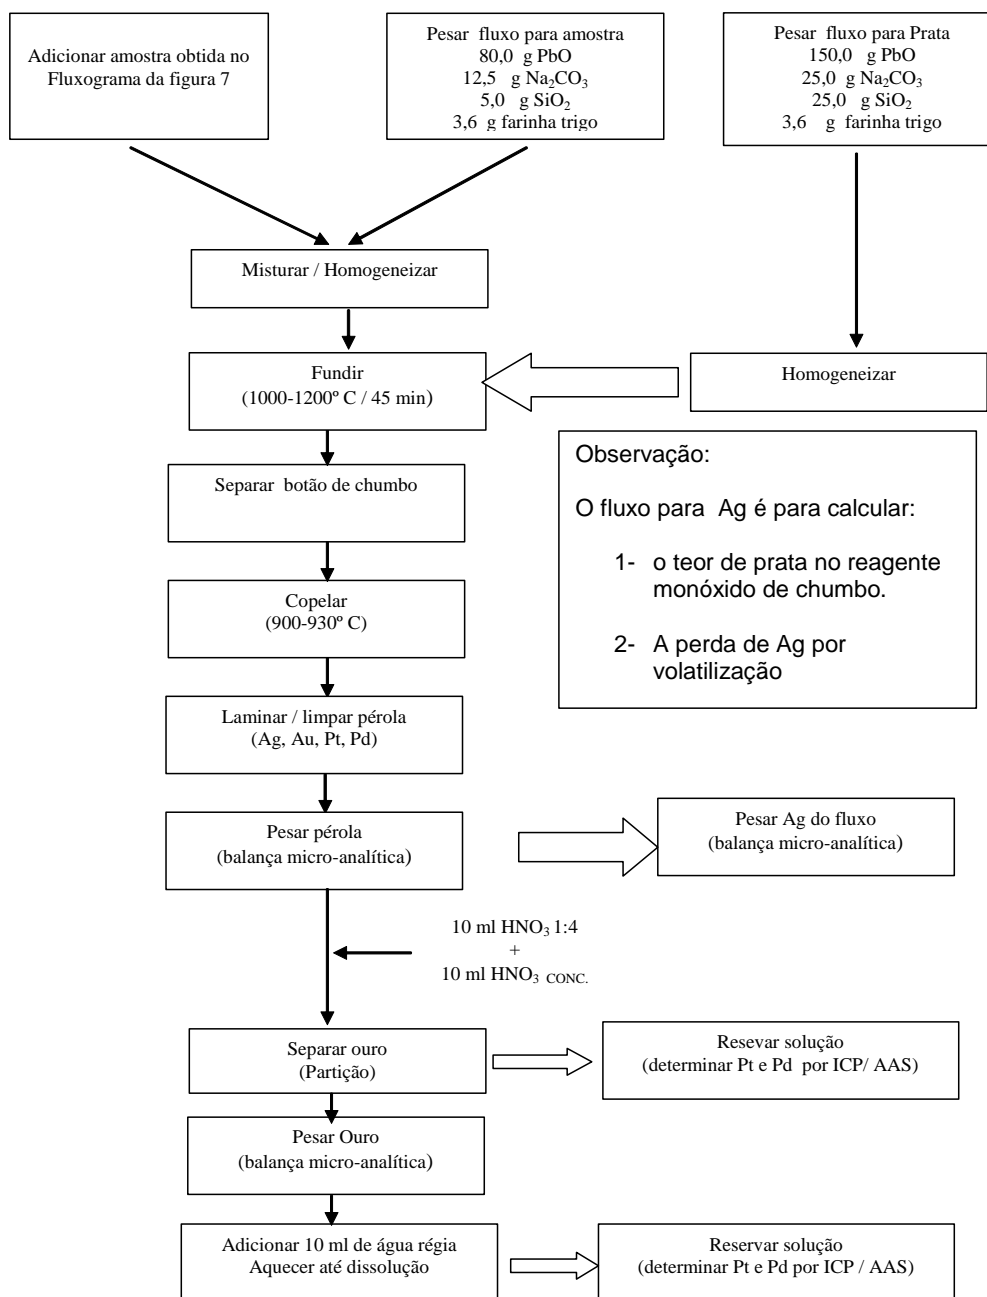 Adicionar amostra obtida no
Fluxograma da figura 7
Pesar fluxo para amostra
80,0 g PbO
12,5 g Na₂CO₃
5,0 g SiO₂
3,6 g farinha trigo
Pesar fluxo para Prata
150,0 g PbO
25,0 g Na₂CO₃
25,0 g SiO₂
3,6 g farinha trigo
Misturar / Homogeneizar
Fundir
(1000-1200º C / 45 min)
Homogeneizar
Separar botão de chumbo
Observação:
O fluxo para Ag é para calcular:
1- o teor de prata no reagente
monóxido de chumbo.
2- A perda de Ag por
volatilização
Copelar
(900-930º C)
Laminar / limpar pérola
(Ag, Au, Pt, Pd)
Pesar pérola
(balança micro-analítica)
Pesar Ag do fluxo
(balança micro-analítica)
10 ml HNO₃ 1:4
+
10 ml HNO₃ CONC.
Separar ouro
(Partição)
Resevar solução
(determinar Pt e Pd por ICP/ AAS)
Pesar Ouro
(balança micro-analítica)
Adicionar 10 ml de água régia
Aquecer até dissolução
Reservar solução
(determinar Pt e Pd por ICP / AAS)